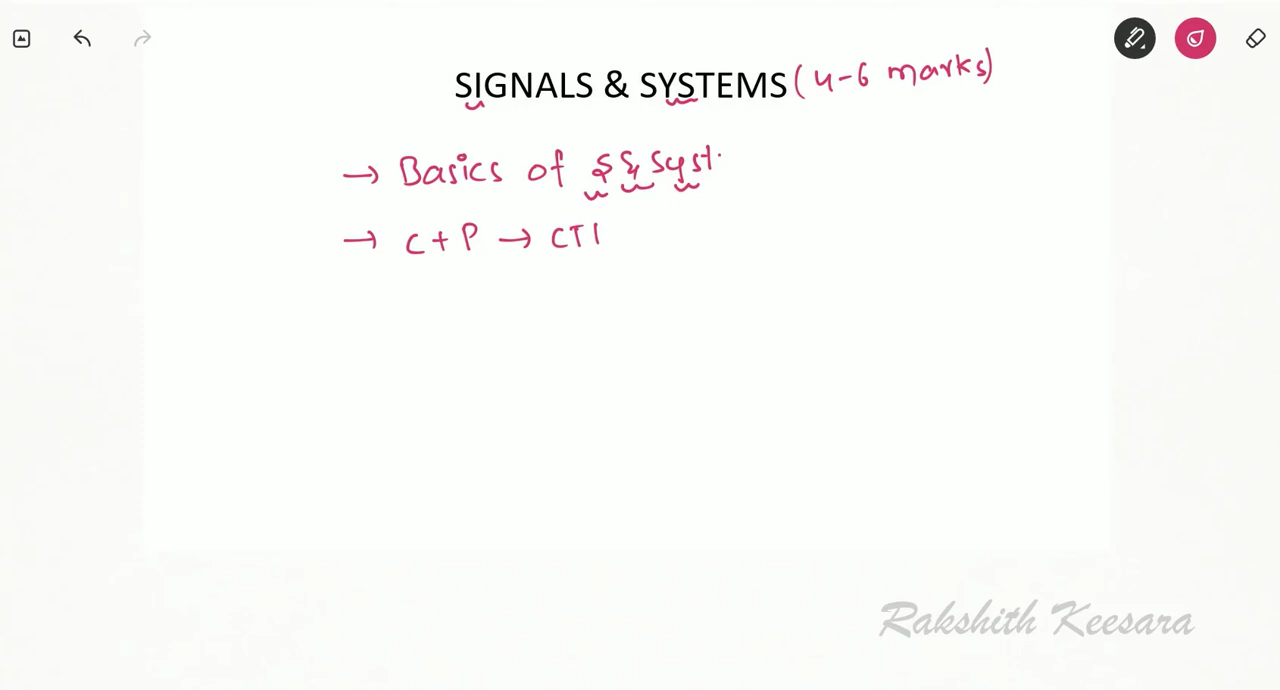 SIGNALS & SYSTEMS (4-6 marks)
→ Basics of S & Syst.
→ C + P → CTI
Rakshith Keesara